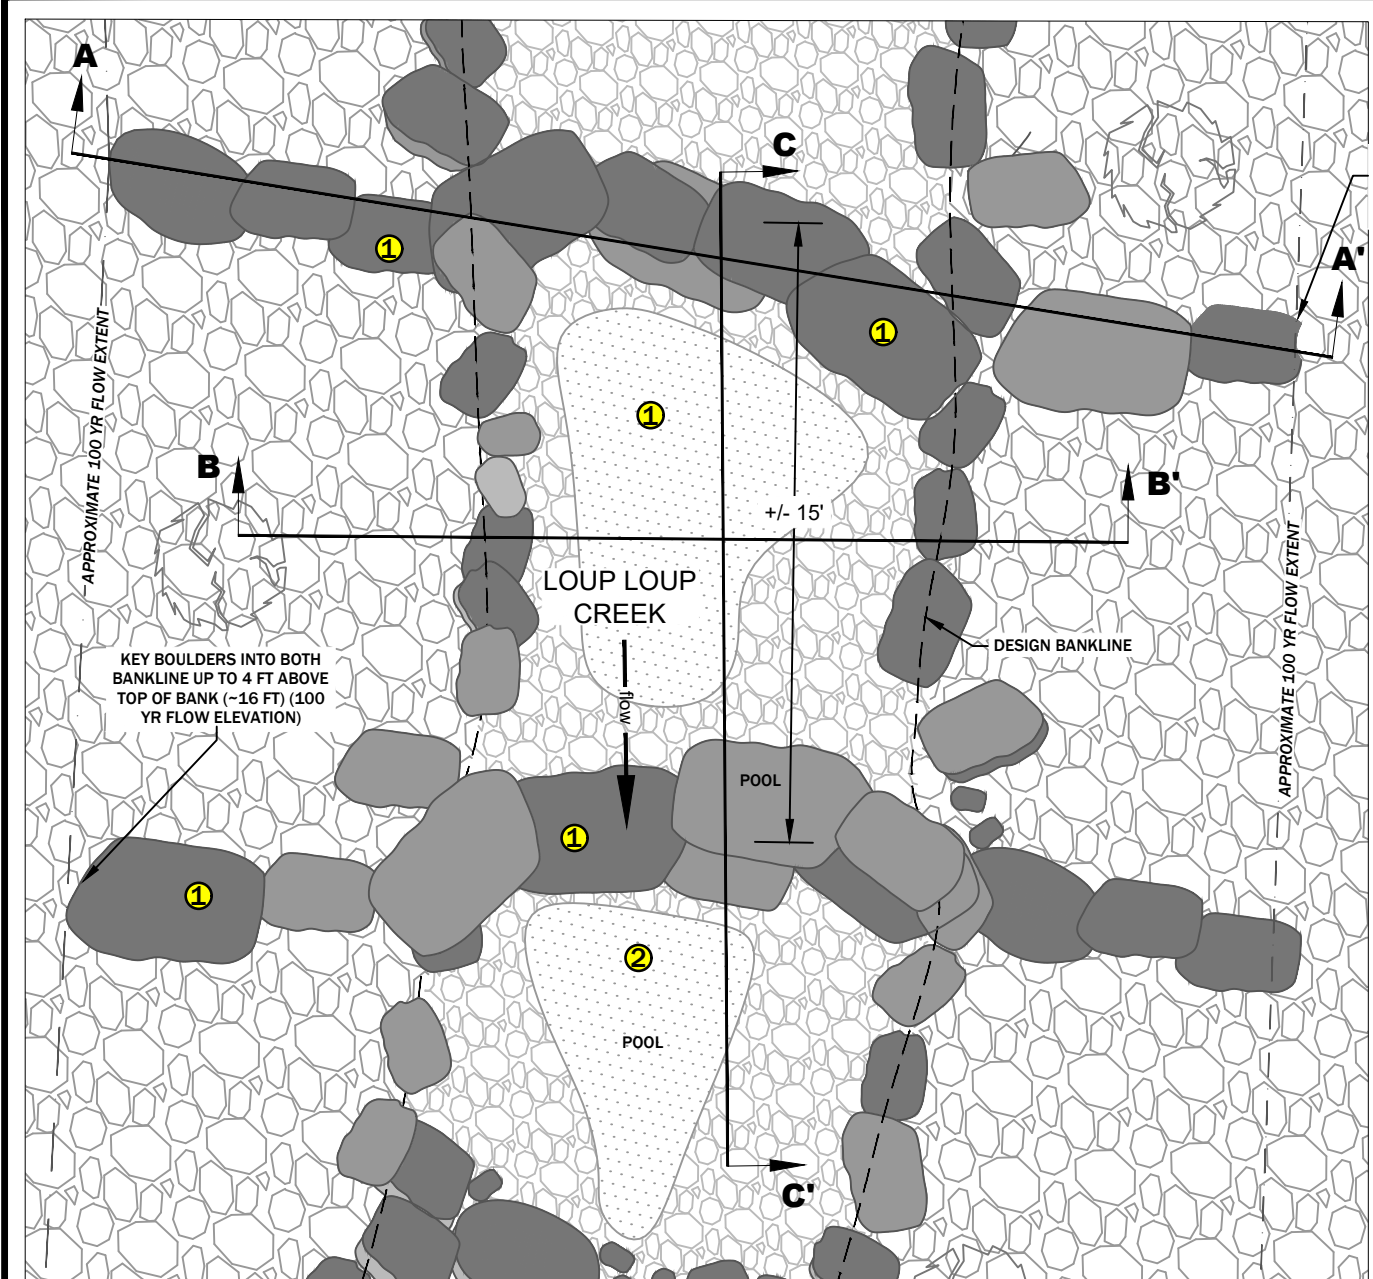 A
C
1
A'
1
APPROXIMATE 100 YR FLOW EXTENT
1
B
B'
+/- 15'
LOUP LOUP
CREEK
flow
DESIGN BANKLINE
APPROXIMATE 100 YR FLOW EXTENT
KEY BOULDERS INTO BOTH
BANKLINE UP TO 4 FT ABOVE
TOP OF BANK (~16 FT) (100
YR FLOW ELEVATION)
POOL
1
1
2
POOL
C'